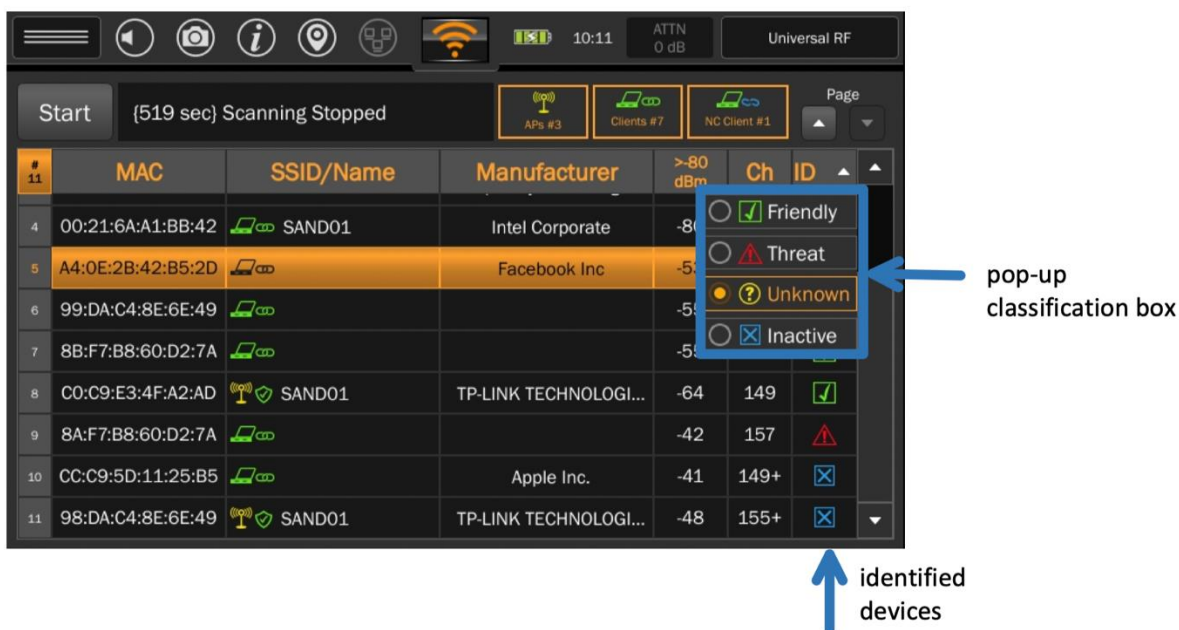 10:11
ATTN
0 dB
Universal RF
Start
{519 sec} Scanning Stopped
APs #3
Clients #7
NC Client #1
Page
#
11
MAC
SSID/Name
Manufacturer
>-80
dBm
Ch
ID
4 00:21:6A:A1:BB:42 SAND01 Intel Corporate
5 A4:0E:2B:42:B5:2D Facebook Inc
6 99:DA:C4:8E:6E:49
7 8B:F7:B8:60:D2:7A
8 C0:C9:E3:4F:A2:AD SAND01 TP-LINK TECHNOLOGI... -64 149
9 8A:F7:B8:60:D2:7A -42 157
10 CC:C9:5D:11:25:B5 Apple Inc. -41 149+
11 98:DA:C4:8E:6E:49 SAND01 TP-LINK TECHNOLOGI... -48 155+
Friendly
Threat
Unknown
Inactive
pop-up
classification box
identified
devices